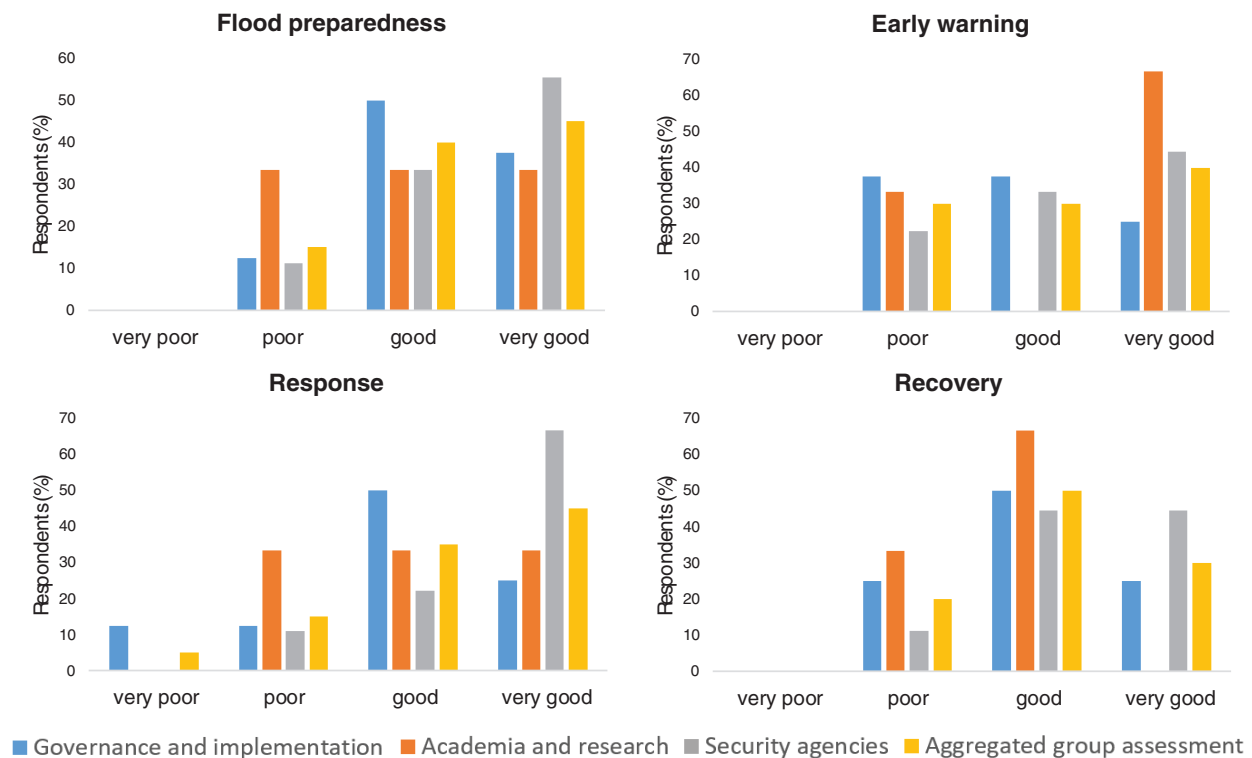 Flood preparedness
Respondents (%)
60
50
40
30
20
10
0
very poor poor good very good
Early warning
Respondents (%)
70
60
50
40
30
20
10
0
very poor poor good very good
Response
Respondents (%)
70
60
50
40
30
20
10
0
very poor poor good very good
Recovery
Respondents (%)
70
60
50
40
30
20
10
0
very poor poor good very good
Governance and implementation Academia and research Security agencies Aggregated group assessment